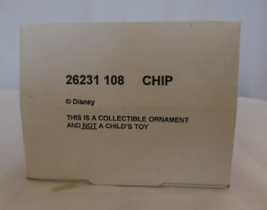 26231 108 CHIP
© Disney
THIS IS A COLLECTIBLE ORNAMENT
AND NOT A CHILD'S TOY